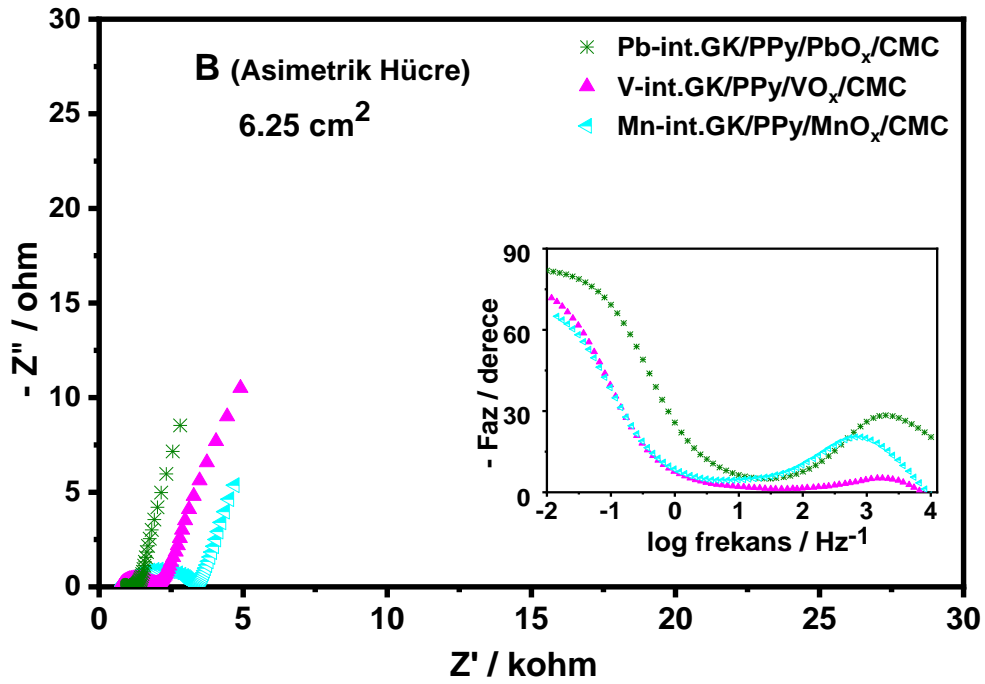 B (Asimetrik Hücre)
6.25 cm²
Pb-int.GK/PPy/PbOₓ/CMC
V-int.GK/PPy/VOₓ/CMC
Mn-int.GK/PPy/MnOₓ/CMC
- Z" / ohm
30
25
20
15
10
5
0
0 5 10 15 20 25 30
Z' / kohm
- Faz / derece
90
60
30
0
-2 -1 0 1 2 3 4
log frekans / Hz⁻¹